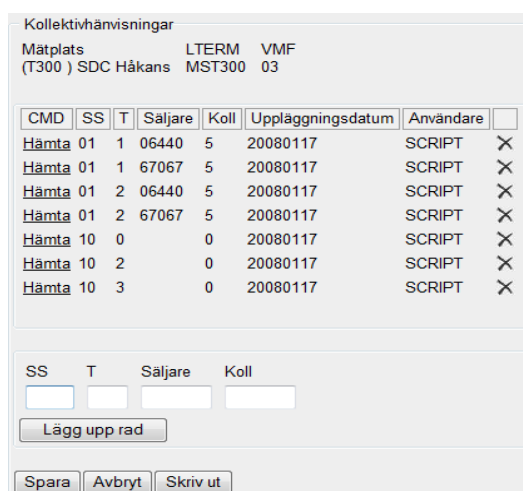 Kollektivhänvisningar
Mätplats LTERM VMF
(T300 ) SDC Håkans MST300 03
CMD SS T Säljare Koll Uppläggningsdatum Användare
Hämta 01 1 06440 5 20080117 SCRIPT
Hämta 01 1 67067 5 20080117 SCRIPT
Hämta 01 2 06440 5 20080117 SCRIPT
Hämta 01 2 67067 5 20080117 SCRIPT
Hämta 10 0 0 20080117 SCRIPT
Hämta 10 2 0 20080117 SCRIPT
Hämta 10 3 0 20080117 SCRIPT
SS T Säljare Koll
Lägg upp rad
Spara Avbryt Skriv ut